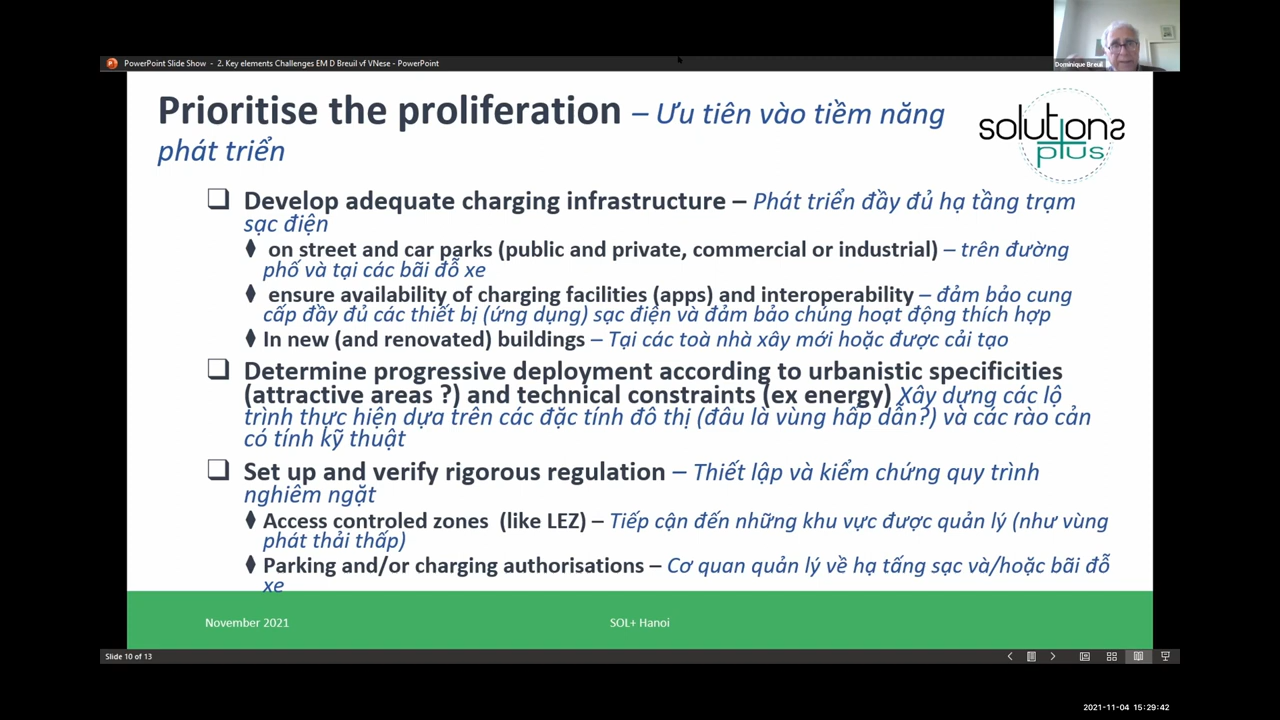 Dominique Breuil
PowerPoint Slide Show - 2. Key elements Challenges EM D Breuil vf VNese - PowerPoint
Prioritise the proliferation – Ưu tiên vào tiềm năng
phát triển
solutions
plus
Develop adequate charging infrastructure – Phát triển đầy đủ hạ tầng trạm
sạc điện
on street and car parks (public and private, commercial or industrial) – trên đường
phố và tại các bãi đỗ xe
ensure availability of charging facilities (apps) and interoperability – đảm bảo cung
cấp đầy đủ các thiết bị (ứng dụng) sạc điện và đảm bảo chúng hoạt động thích hợp
In new (and renovated) buildings – Tại các toà nhà xây mới hoặc được cải tạo
Determine progressive deployment according to urbanistic specificities
(attractive areas ?) and technical constraints (ex energy) Xây dựng các lộ
trình thực hiện dựa trên các đặc tính đô thị (đâu là vùng hấp dẫn?) và các rào cản
có tính kỹ thuật
Set up and verify rigorous regulation – Thiết lập và kiểm chứng quy trình
nghiêm ngặt
Access controled zones (like LEZ) – Tiếp cận đến những khu vực được quản lý (như vùng
phát thải thấp)
Parking and/or charging authorisations – Cơ quan quản lý về hạ tấng sạc và/hoặc bãi đỗ
xe
November 2021
SOL+ Hanoi
Slide 10 of 13
2021-11-04 15:29:42